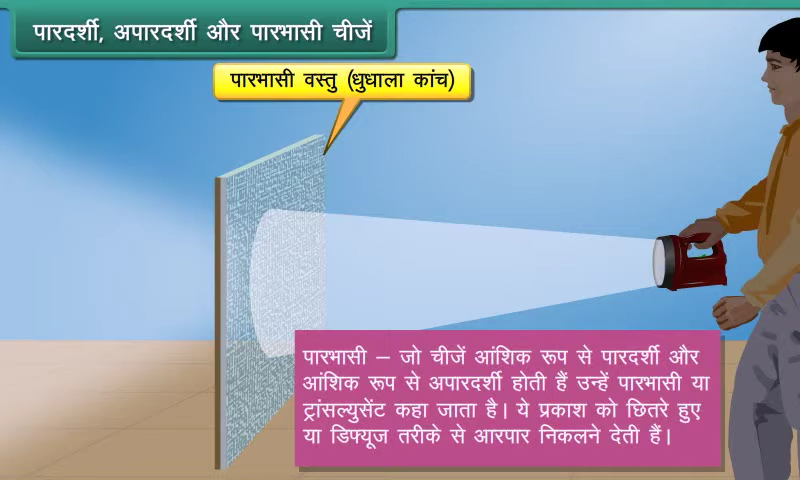 पारदर्शी, अपारदर्शी और पारभासी चीजें
पारभासी वस्तु (धुधाला कांच)
पारभासी – जो चीजें आंशिक रूप से पारदर्शी और
आंशिक रूप से अपारदर्शी होती हैं उन्हें पारभासी या
ट्रांसल्युसेंट कहा जाता है। ये प्रकाश को छितरे हुए
या डिफ्यूज तरीके से आरपार निकलने देती हैं।